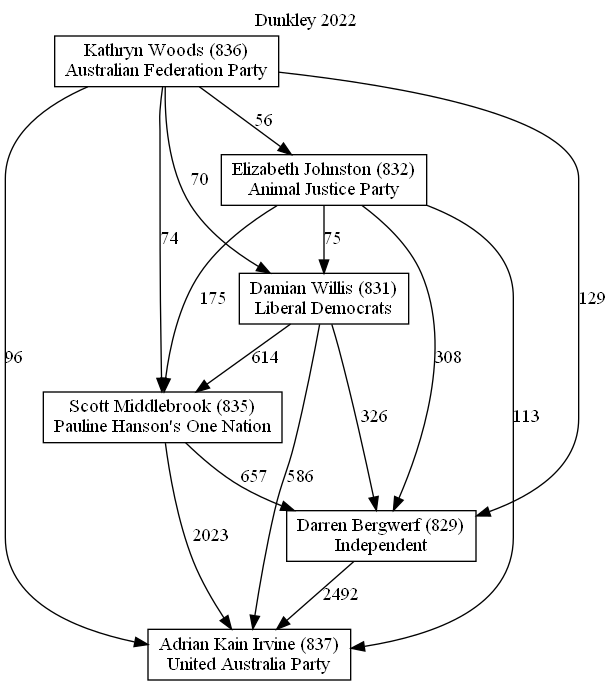 Dunkley 2022
Kathryn Woods (836)
Australian Federation Party
56
Elizabeth Johnston (832)
Animal Justice Party
70
74
175
75
Damian Willis (831)
Liberal Democrats
129
96
614
308
Scott Middlebrook (835)
Pauline Hanson's One Nation
326
113
657
586
Darren Bergwerf (829)
Independent
2023
2492
Adrian Kain Irvine (837)
United Australia Party